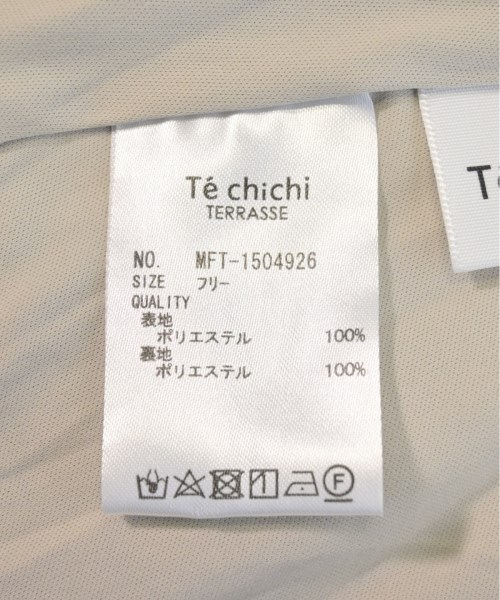 Té chichi
TERRASSE
NO. MFT-1504926
SIZE フリー
QUALITY
表地
ポリエステル 100%
裏地
ポリエステル 100%
F